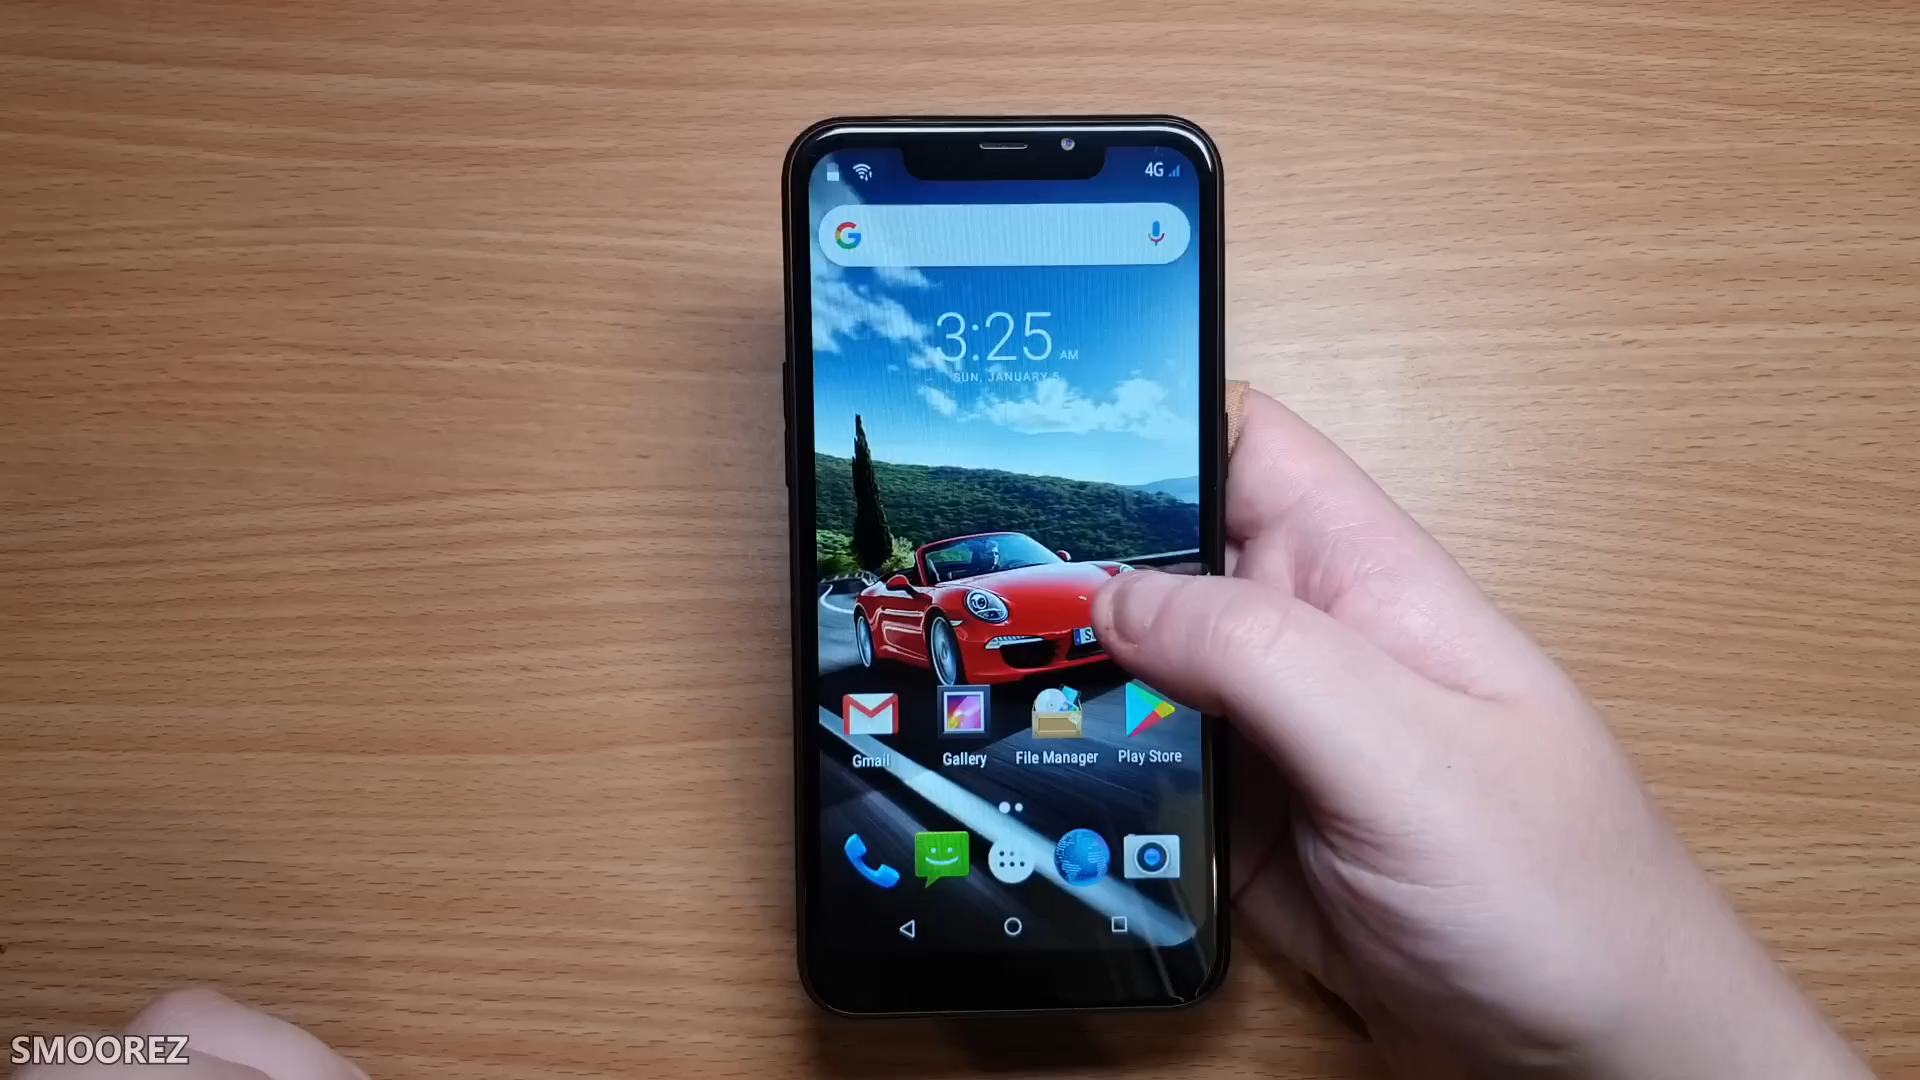 4G
G
3:25 AM
SUN, JANUARY 5
Gmail
Gallery
File Manager
Play Store
SMOOREZ